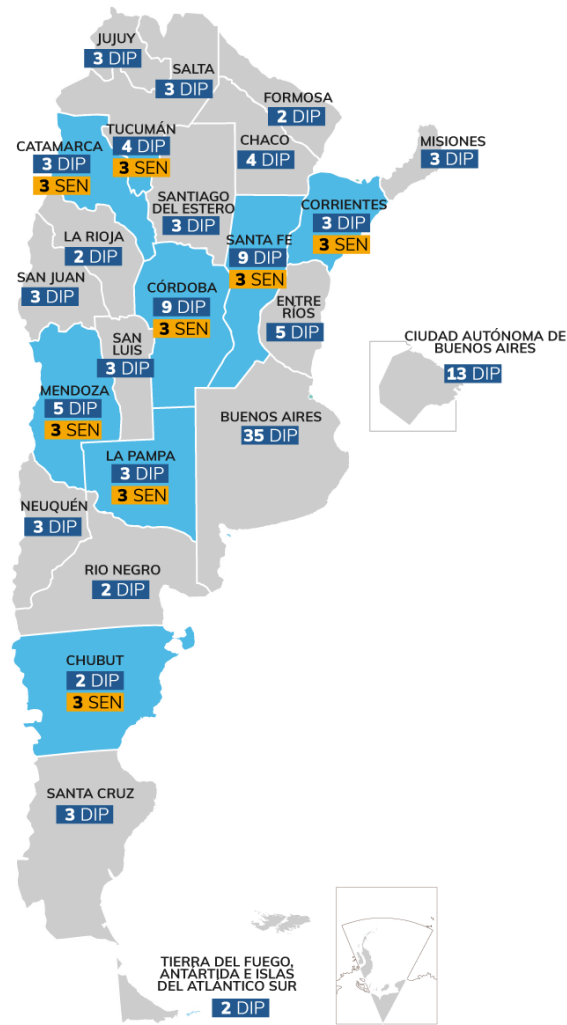 JUJUY
3 DIP
SALTA
3 DIP
FORMOSA
2 DIP
TUCUMÁN
4 DIP
3 SEN
CATAMARCA
3 DIP
3 SEN
CHACO
4 DIP
MISIONES
3 DIP
SANTIAGO
DEL ESTERO
3 DIP
CORRIENTES
3 DIP
3 SEN
LA RIOJA
2 DIP
SANTA FE
9 DIP
3 SEN
SAN JUAN
3 DIP
CÓRDOBA
9 DIP
3 SEN
ENTRE
RÍOS
5 DIP
SAN
LUIS
3 DIP
CIUDAD AUTÓNOMA DE
BUENOS AIRES
13 DIP
MENDOZA
5 DIP
3 SEN
BUENOS AIRES
35 DIP
LA PAMPA
3 DIP
3 SEN
NEUQUÉN
3 DIP
RIO NEGRO
2 DIP
CHUBUT
2 DIP
3 SEN
SANTA CRUZ
3 DIP
TIERRA DEL FUEGO,
ANTÁRTIDA E ISLAS
DEL ATLÁNTICO SUR
2 DIP